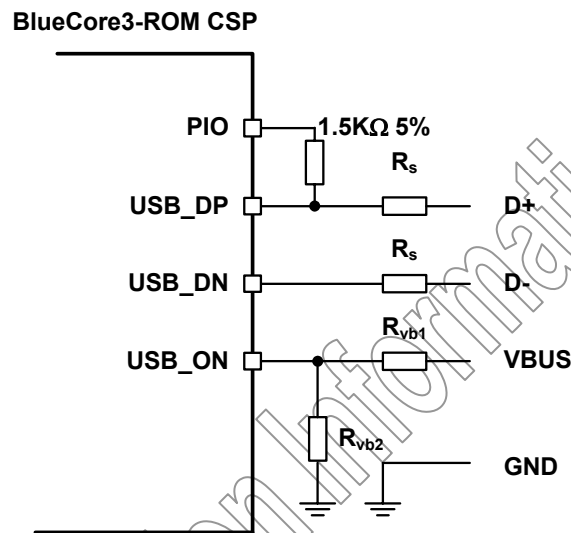 BlueCore3-ROM CSP
PIO
1.5KΩ 5%
Rs
USB_DP
D+
Rs
USB_DN
D-
Rvb1
USB_ON
VBUS
Rvb2
GND